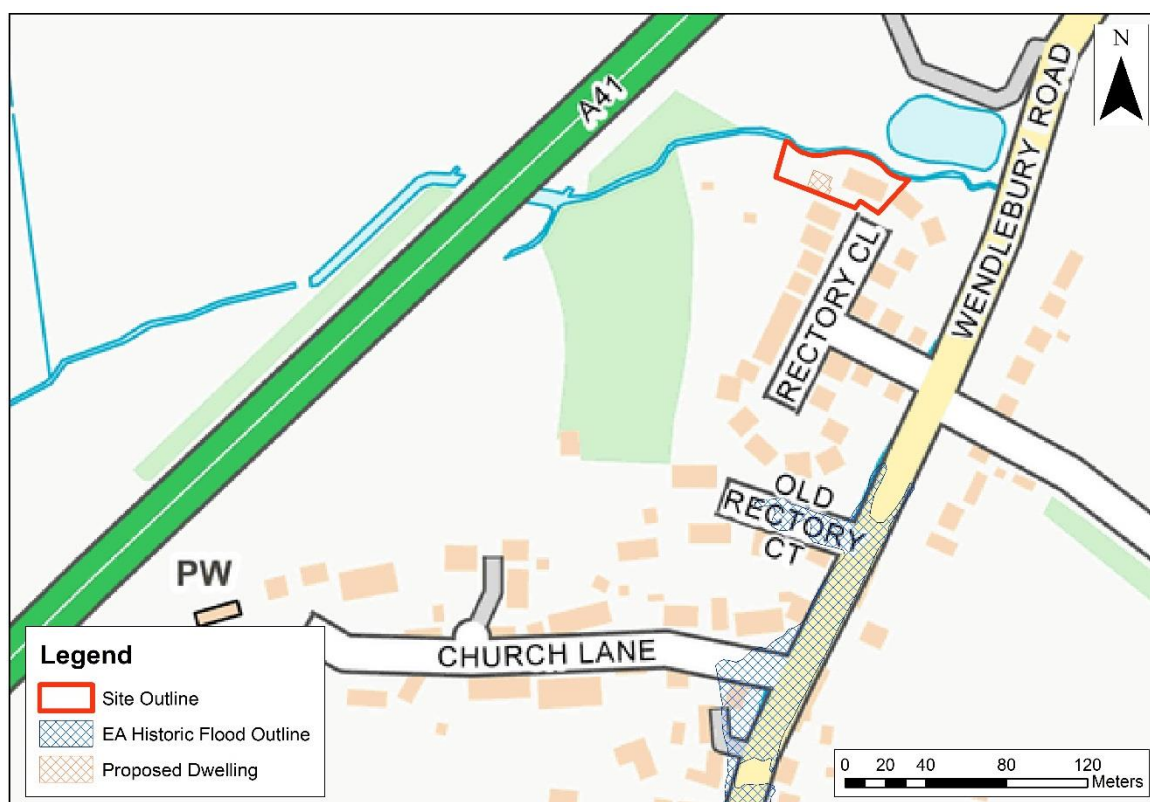 A41
N
WENDLEBURY ROAD
RECTORY CL
OLD
RECTORY
CT
PW
CHURCH LANE
Legend
Site Outline
EA Historic Flood Outline
Proposed Dwelling
0 10 20 40 80 120
Meters